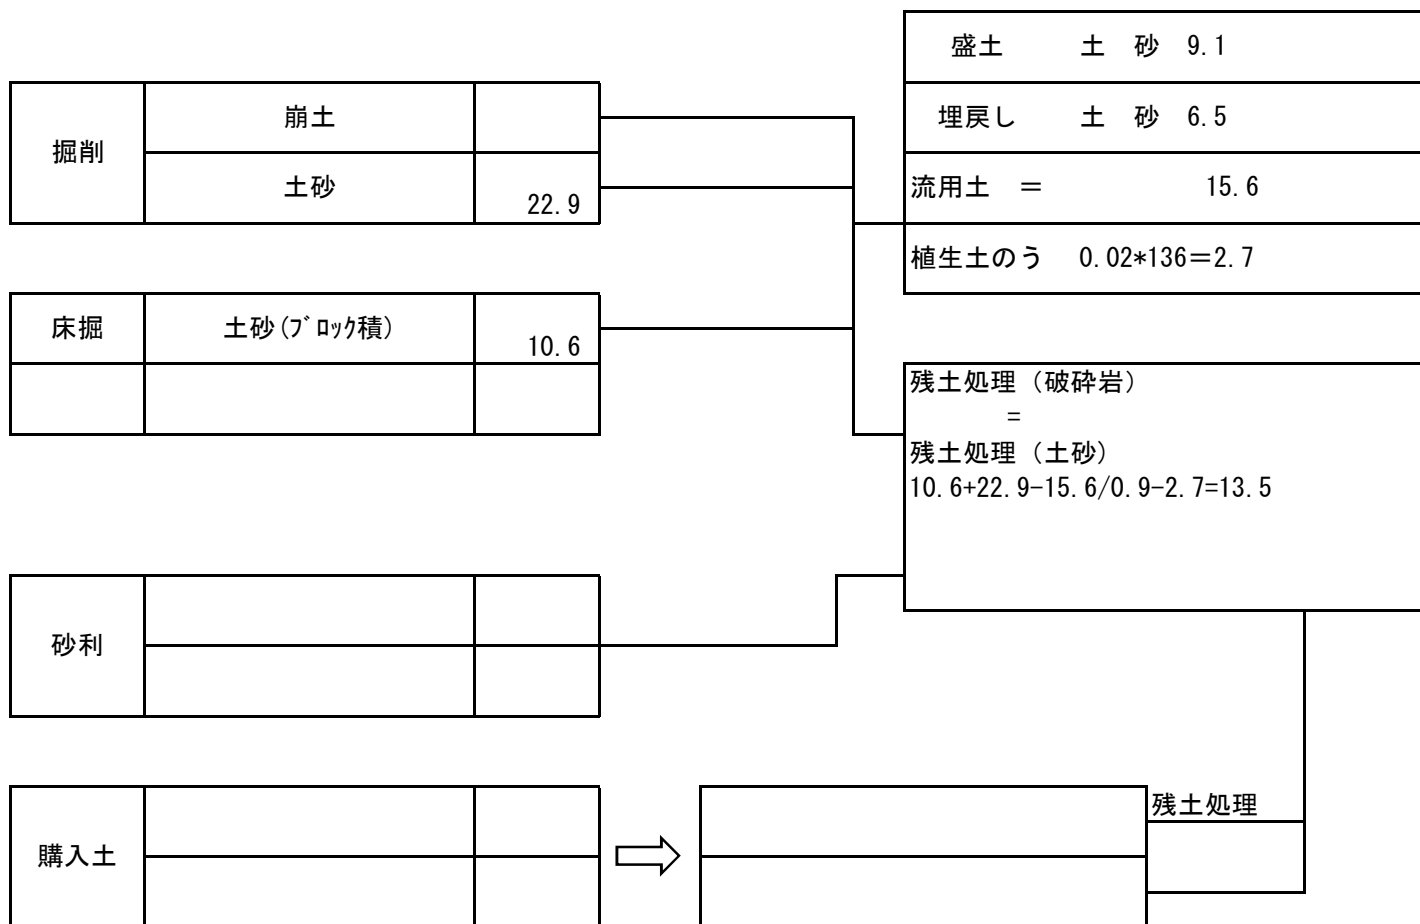 盛土 土 砂 9.1
崩土
埋戻し 土 砂 6.5
掘削
土砂 22.9
流用土 = 15.6
植生土のう 0.02*136=2.7
床掘 土砂(ﾌﾞﾛｯｸ積) 10.6
残土処理（破砕岩）
=
残土処理（土砂）
10.6+22.9-15.6/0.9-2.7=13.5
砂利
残土処理
購入土